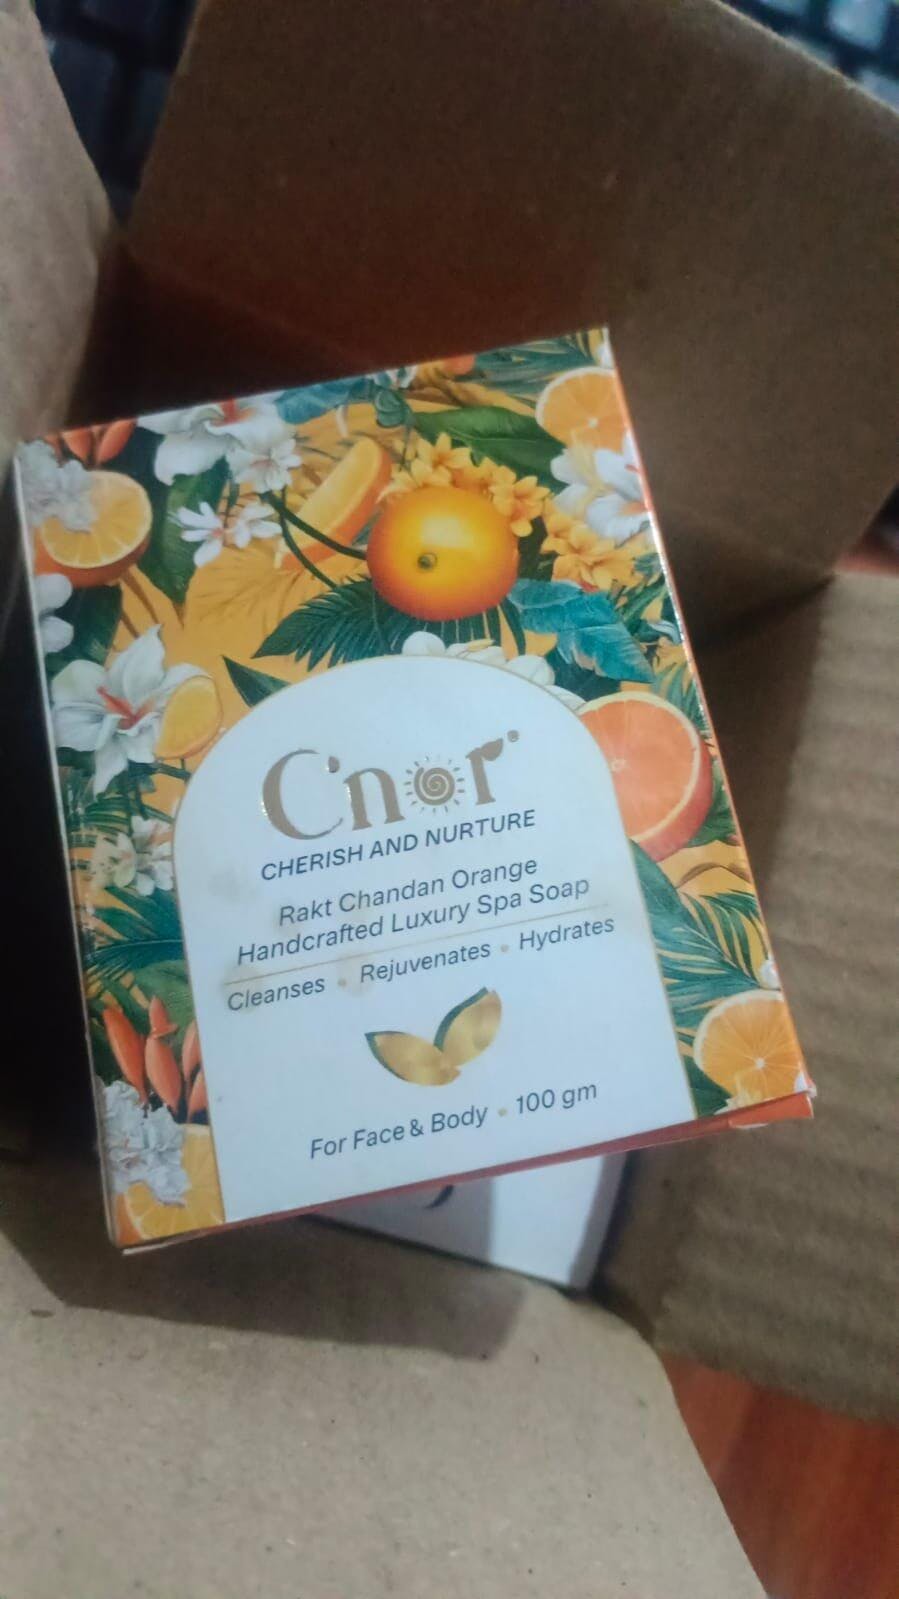 C'nor®
CHERISH AND NURTURE
Rakt Chandan Orange
Handcrafted Luxury Spa Soap
Cleanses • Rejuvenates • Hydrates
For Face & Body • 100 gm